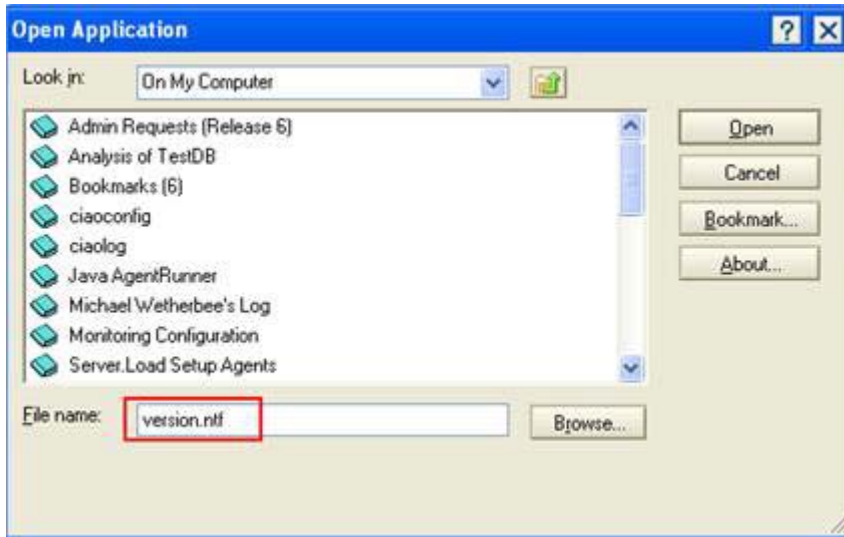 Open Application
Look in: On My Computer
Admin Requests (Release 6)
Analysis of TestDB
Bookmarks (6)
ciaoconfig
ciaolog
Java AgentRunner
Michael Wetherbee's Log
Monitoring Configuration
Server.Load Setup Agents
Open
Cancel
Bookmark...
About...
File name: version.ntf
Browse...